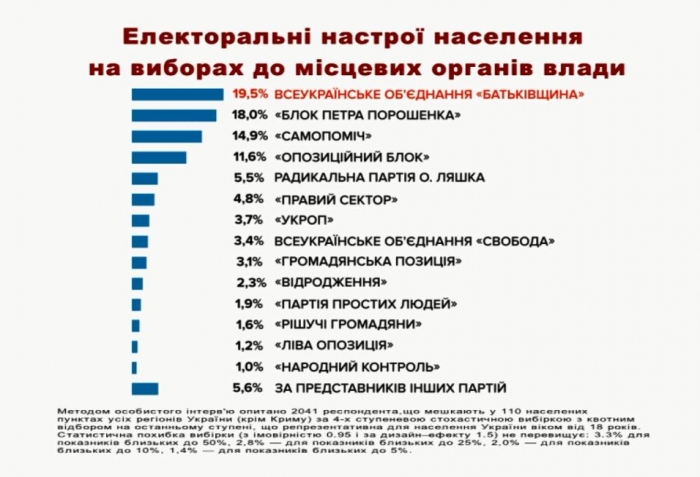 Електоральні настрої населення
на виборах до місцевих органів влади
19,5% ВСЕУКРАЇНСЬКЕ ОБ'ЄДНАННЯ «БАТЬКІВЩИНА»
18,0% «БЛОК ПЕТРА ПОРОШЕНКА»
14,9% «САМОПОМІЧ»
11,6% «ОПОЗИЦІЙНИЙ БЛОК»
5,5% РАДИКАЛЬНА ПАРТІЯ О. ЛЯШКА
4,8% «ПРАВИЙ СЕКТОР»
3,7% «УКРОП»
3,4% ВСЕУКРАЇНСЬКЕ ОБ'ЄДНАННЯ «СВОБОДА»
3,1% «ГРОМАДЯНСЬКА ПОЗИЦІЯ»
2,3% «ВІДРОДЖЕННЯ»
1,9% «ПАРТІЯ ПРОСТИХ ЛЮДЕЙ»
1,6% «РІШУЧІ ГРОМАДЯНИ»
1,2% «ЛІВА ОПОЗИЦІЯ»
1,0% «НАРОДНИЙ КОНТРОЛЬ»
5,6% ЗА ПРЕДСТАВНИКІВ ІНШИХ ПАРТІЙ
Методом особистого інтерв'ю опитано 2041 респондента,що мешкають у 110 населених
пунктах усіх регіонів України (крім Криму) за 4-х ступеневою стохастичною вибіркою з квотним
відбором на останньому ступені, що репрезентативна для населення України віком від 18 років.
Статистична похибка вибірки (з імовірністю 0.95 і за дизайн–ефекту 1.5) не перевищує: 3.3% для
показників близьких до 50%, 2,8% — для показників близьких до 25%, 2,0% — для показників
близьких до 10%, 1,4% — для показників близьких до 5%.